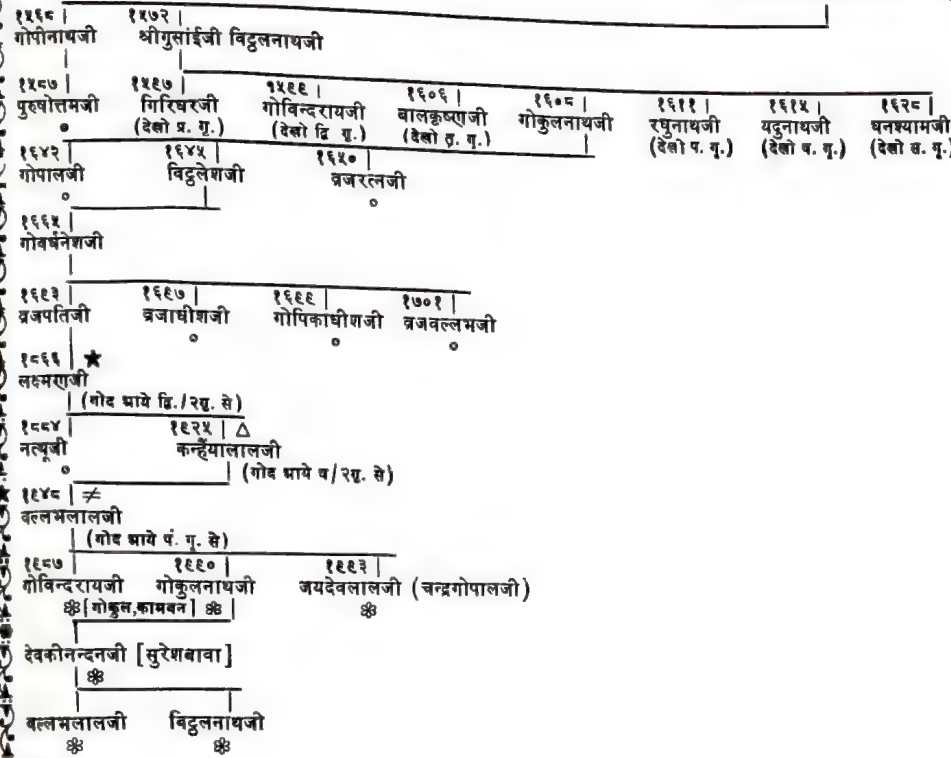 १५६८ १५७२
गोपीनाथजी श्रीगुसांईजी विट्ठलनाथजी
१५८७ १५९७ १५९९ १६०६ १६०८ १६११ १६१५ १६२८
पुरुषोत्तमजी गिरिधरजी गोविन्दरायजी बालकृष्णजी गोकुलनाथजी रघुनाथजी यदुनाथजी घनश्यामजी
(देखो प्र. गृ.) (देखो द्वि गृ.) (देखो तृ. गृ.) (देखो प. गृ.) (देखो ष. गृ.) (देखो स. गृ.)
१६४२ १६४५ १६५०
गोपालजी विट्ठलेशजी व्रजरत्नजी
१६६५
गोवर्धनेशजी
१६९३ १६९७ १६९९ १७०१
व्रजपतिजी व्रजाधीशजी गोपिकाधीशजी व्रजवल्लभजी
१८६६ ★
लक्ष्मणजी
(गोद आये द्वि./२गृ. से)
१८८४ १९२५ △
नत्थूजी कन्हैयालालजी
(गोद आये ष/२गृ. से)
१९४८ ≠
वल्लभलालजी
(गोद आये पं. गृ. से)
१९८७ १९९० १९९३
गोविन्दरायजी गोकुलनाथजी जयदेवलालजी (चन्द्रगोपालजी)
[गोकुल,कामवन]
देवकीनन्दनजी [सुरेशबावा]
वल्लभलालजी विट्ठलनाथजी